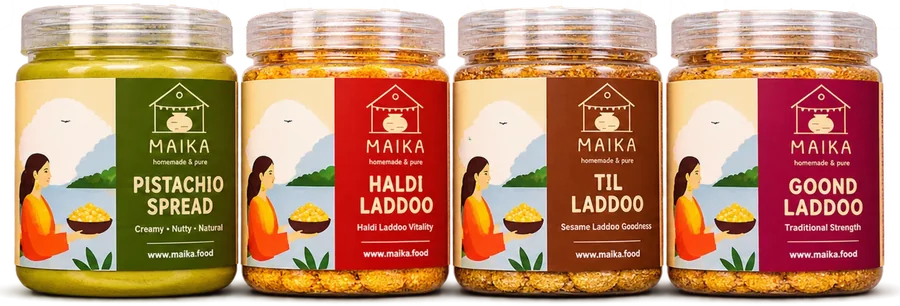 MAIKA
homemade & pure
PISTACHIO
SPREAD
Creamy • Nutty • Natural
www.maika.food
MAIKA
homemade & pure
HALDI
LADDOO
Haldi Laddoo Vitality
www.maika.food
MAIKA
homemade & pure
TIL
LADDOO
Sesame Laddoo Goodness
www.maika.food
MAIKA
homemade & pure
GOOND
LADDOO
Traditional Strength
www.maika.food